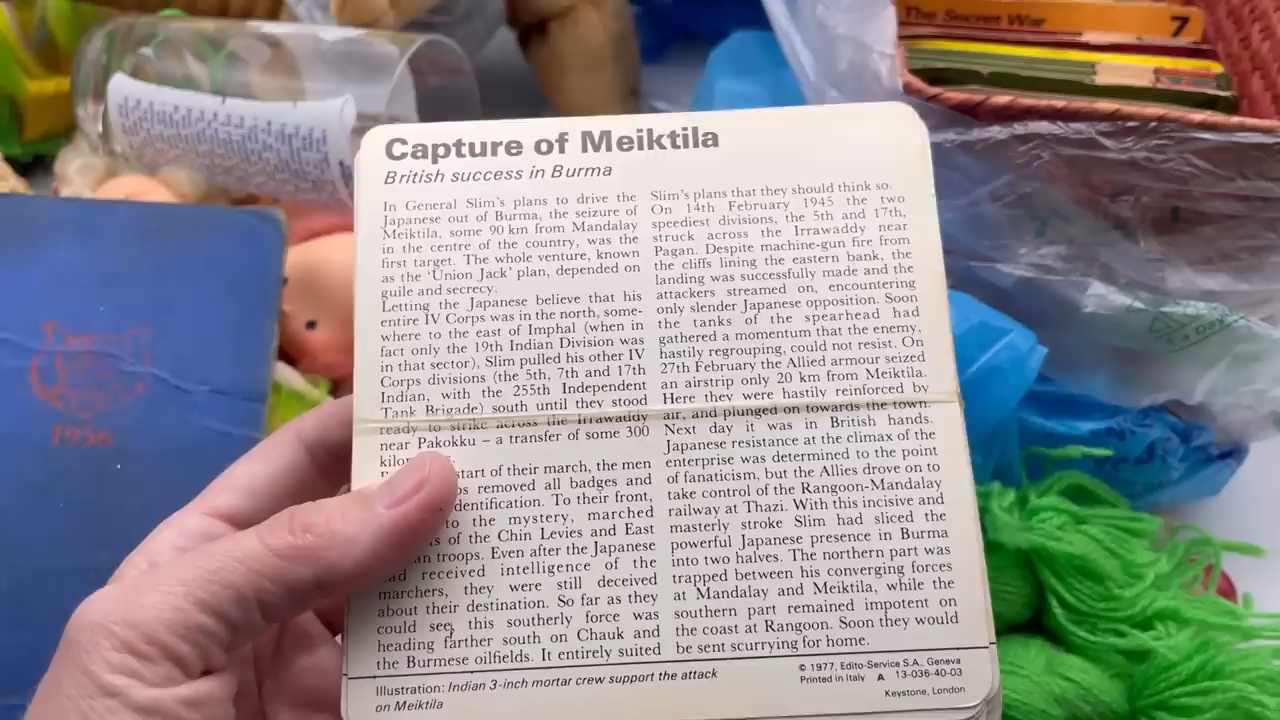 The Secret War
7
Capture of Meiktila
British success in Burma
In General Slim's plans to drive the
Japanese out of Burma, the seizure of
Meiktila, some 90 km from Mandalay
in the centre of the country, was the
first target. The whole venture, known
as the 'Union Jack' plan, depended on
guile and secrecy.
Letting the Japanese believe that his
entire IV Corps was in the north, some-
where to the east of Imphal (when in
fact only the 19th Indian Division was
in that sector), Slim pulled his other IV
Corps divisions (the 5th, 7th and 17th
Indian, with the 255th Independent
Tank Brigade) south until they stood
ready to strike across the Irrawaddy
near Pakokku – a transfer of some 300
start of their march, the men
removed all badges and
To their front,
to the mystery, marched
of the Chin Levies and East
troops. Even after the Japanese
had received intelligence of the
marchers, they were still deceived
about their destination. So far as they
could see, this southerly force was
heading farther south on Chauk and
the Burmese oilfields. It entirely suited
Slim's plans that they should think so.
On 14th February 1945 the two
speediest divisions, the 5th and 17th,
struck across the Irrawaddy near
Pagan. Despite machine-gun fire from
the cliffs lining the eastern bank, the
landing was successfully made and the
attackers streamed on, encountering
only slender Japanese opposition. Soon
the tanks of the spearhead had
gathered a momentum that the enemy,
hastily regrouping, could not resist. On
27th February the Allied armour seized
an airstrip only 20 km from Meiktila.
Here they were hastily reinforced by
air, and plunged on towards the town.
Next day it was in British hands.
Japanese resistance at the climax of the
enterprise was determined to the point
of fanaticism, but the Allies drove on to
take control of the Rangoon-Mandalay
railway at Thazi. With this incisive and
masterly stroke Slim had sliced the
powerful Japanese presence in Burma
into two halves. The northern part was
trapped between his converging forces
at Mandalay and Meiktila, while the
southern part remained impotent on
the coast at Rangoon. Soon they would
be sent scurrying for home.
Illustration: Indian 3-inch mortar crew support the attack
on Meiktila
© 1977, Edito-Service S.A., Geneva
Printed in Italy A 13-036-40-03
Keystone, London
1956